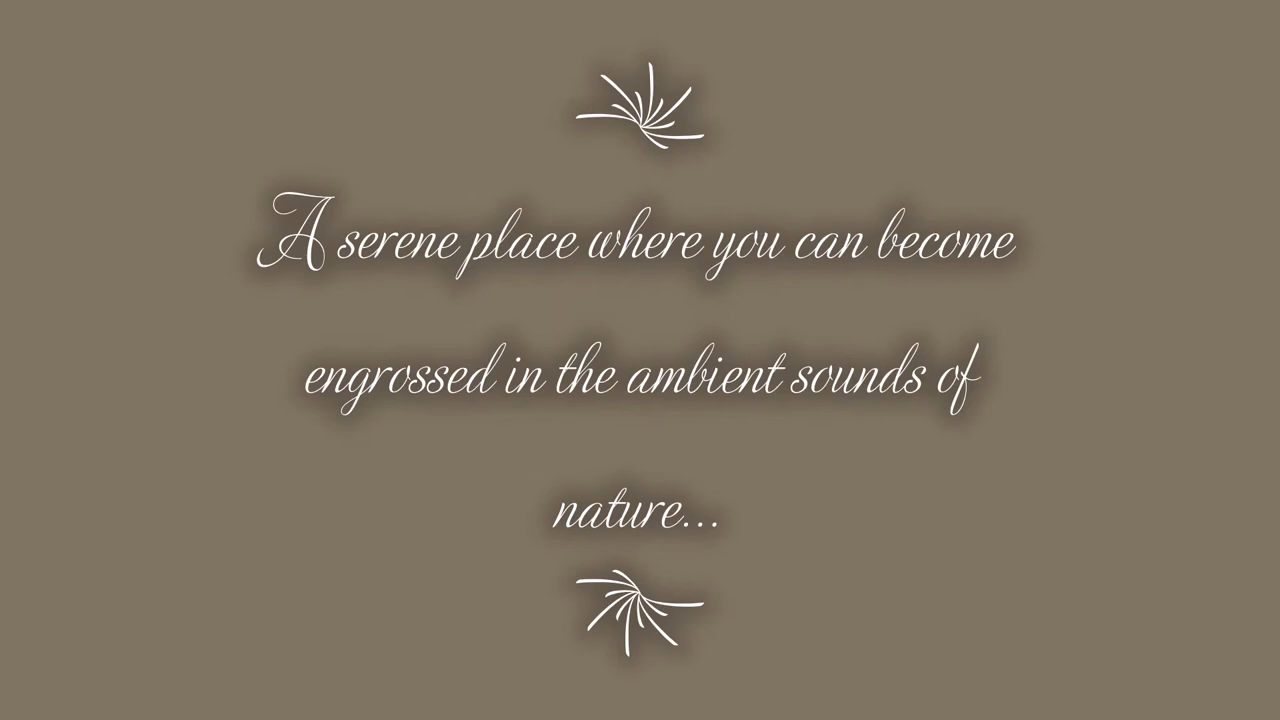 A serene place where you can become
engrossed in the ambient sounds of
nature...